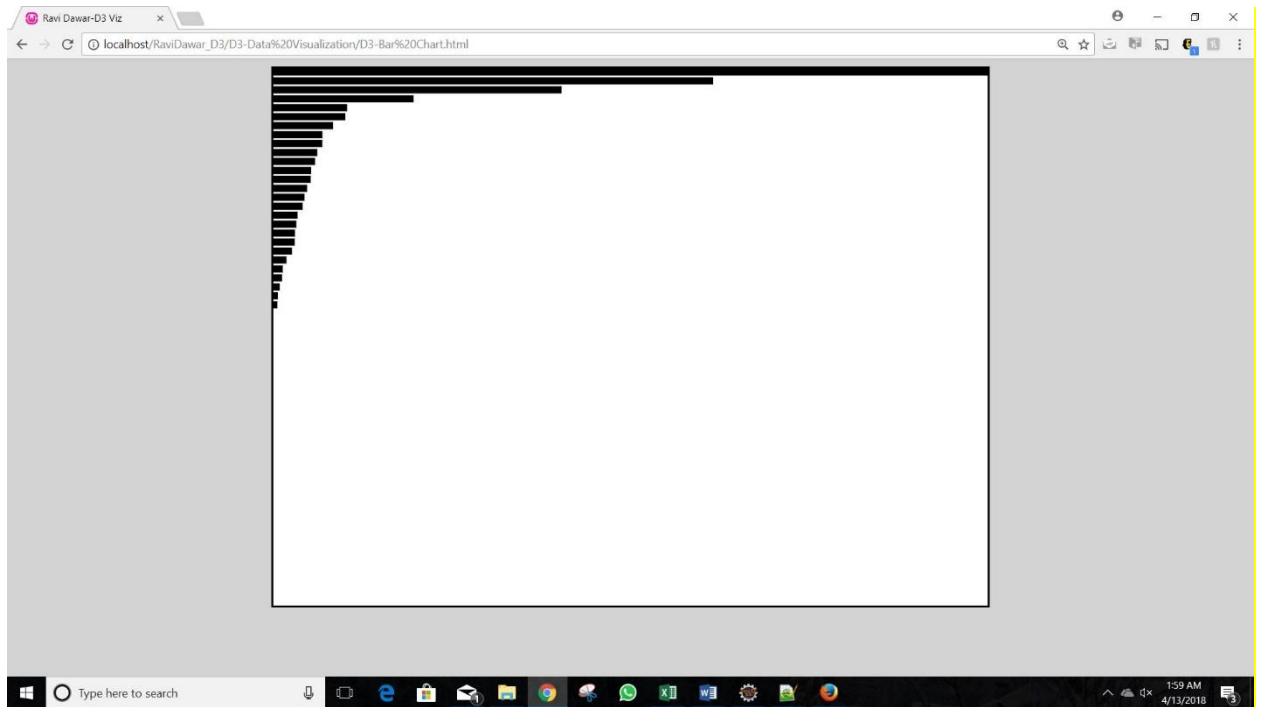 Ravi Dawar-D3 Viz
localhost/RaviDawar_D3/D3-Data%20Visualization/D3-Bar%20Chart.html
Type here to search
1:59 AM
4/13/2018